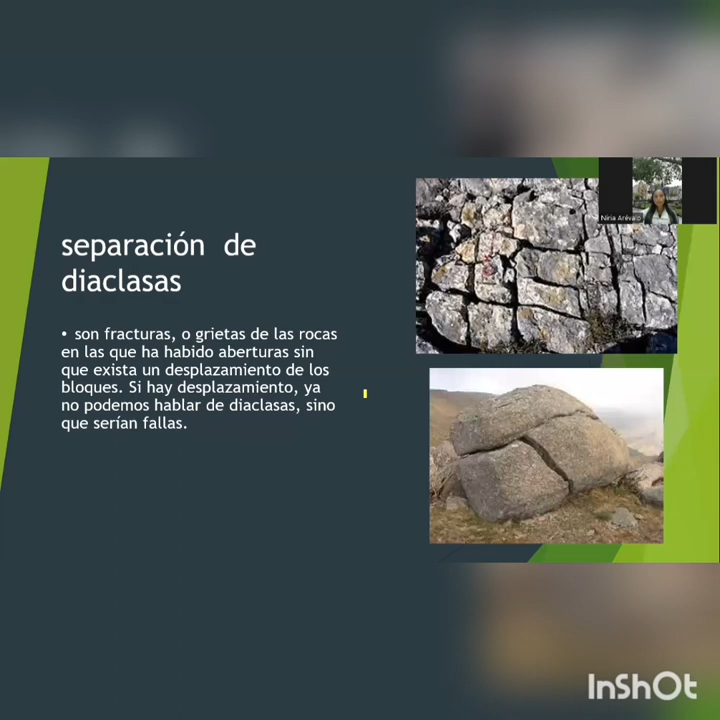 Niria Arévalo
separación de
diaclasas
• son fracturas, o grietas de las rocas
en las que ha habido aberturas sin
que exista un desplazamiento de los
bloques. Si hay desplazamiento, ya
no podemos hablar de diaclasas, sino
que serían fallas.
InShOt